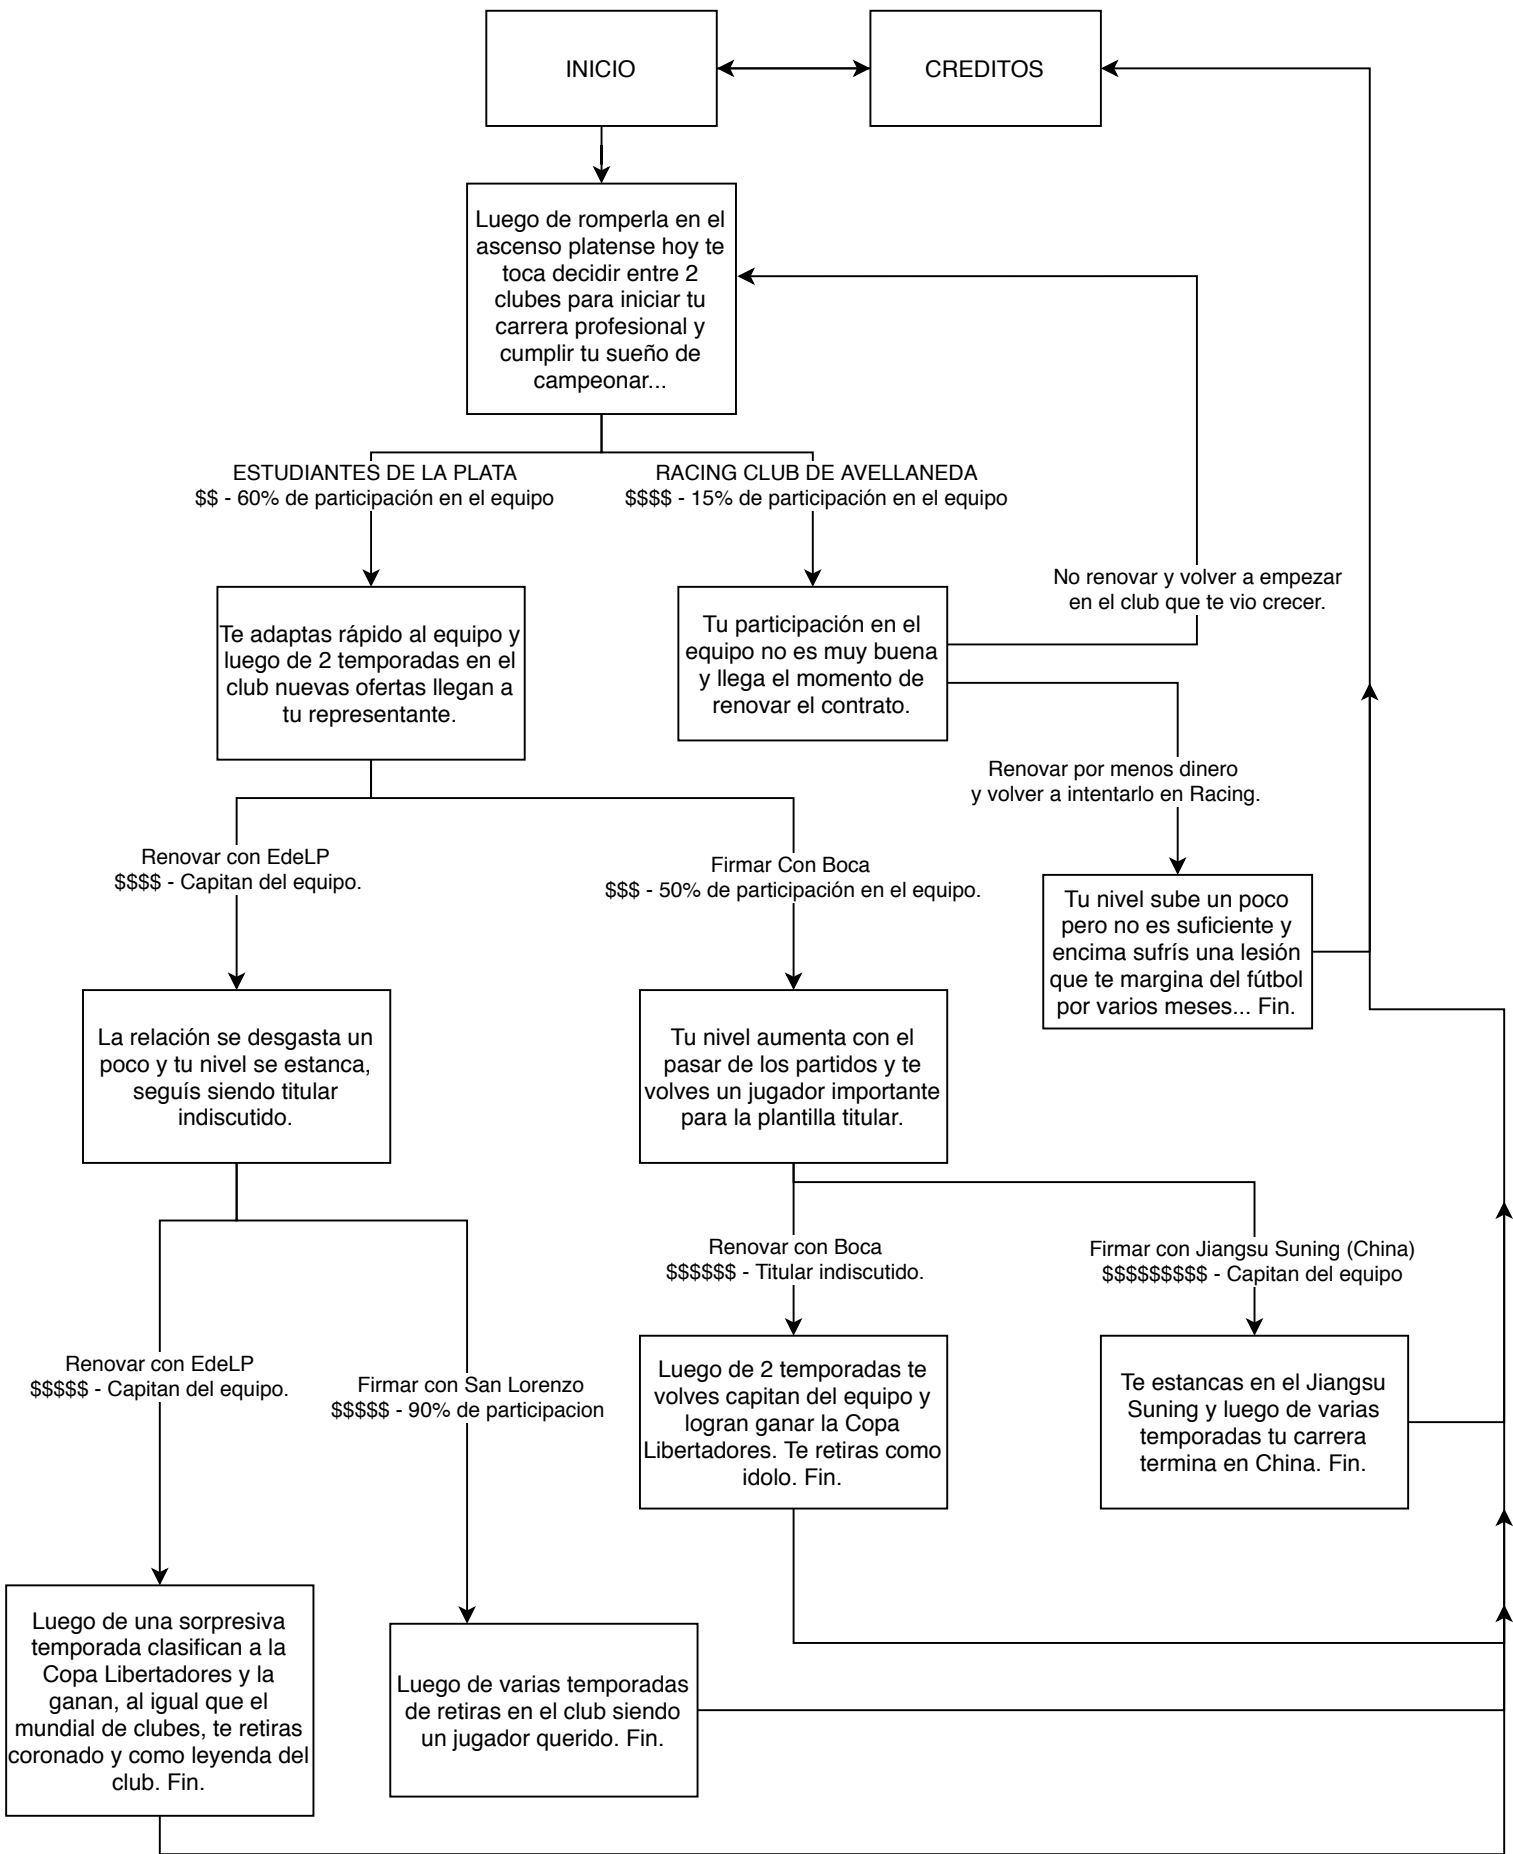 INICIO
CREDITOS
Luego de romperla en el
ascenso platense hoy te
toca decidir entre 2
clubes para iniciar tu
carrera profesional y
cumplir tu sueño de
campeonar...
ESTUDIANTES DE LA PLATA
$$ - 60% de participación en el equipo
RACING CLUB DE AVELLANEDA
$$$$ - 15% de participación en el equipo
No renovar y volver a empezar
en el club que te vio crecer.
Te adaptas rápido al equipo y
luego de 2 temporadas en el
club nuevas ofertas llegan a
tu representante.
Tu participación en el
equipo no es muy buena
y llega el momento de
renovar el contrato.
Renovar por menos dinero
y volver a intentarlo en Racing.
Renovar con EdeLP
$$$$ - Capitan del equipo.
Firmar Con Boca
$$$ - 50% de participación en el equipo.
Tu nivel sube un poco
pero no es suficiente y
encima sufrís una lesión
que te margina del fútbol
por varios meses... Fin.
La relación se desgasta un
poco y tu nivel se estanca,
seguís siendo titular
indiscutido.
Tu nivel aumenta con el
pasar de los partidos y te
volves un jugador importante
para la plantilla titular.
Renovar con Boca
$$$$$$ - Titular indiscutido.
Firmar con Jiangsu Suning (China)
$$$$$$$$$ - Capitan del equipo
Renovar con EdeLP
$$$$$ - Capitan del equipo.
Firmar con San Lorenzo
$$$$$ - 90% de participacion
Luego de 2 temporadas te
volves capitan del equipo y
logran ganar la Copa
Libertadores. Te retiras como
idolo. Fin.
Te estancas en el Jiangsu
Suning y luego de varias
temporadas tu carrera
termina en China. Fin.
Luego de una sorpresiva
temporada clasifican a la
Copa Libertadores y la
ganan, al igual que el
mundial de clubes, te retiras
coronado y como leyenda del
club. Fin.
Luego de varias temporadas
de retiras en el club siendo
un jugador querido. Fin.